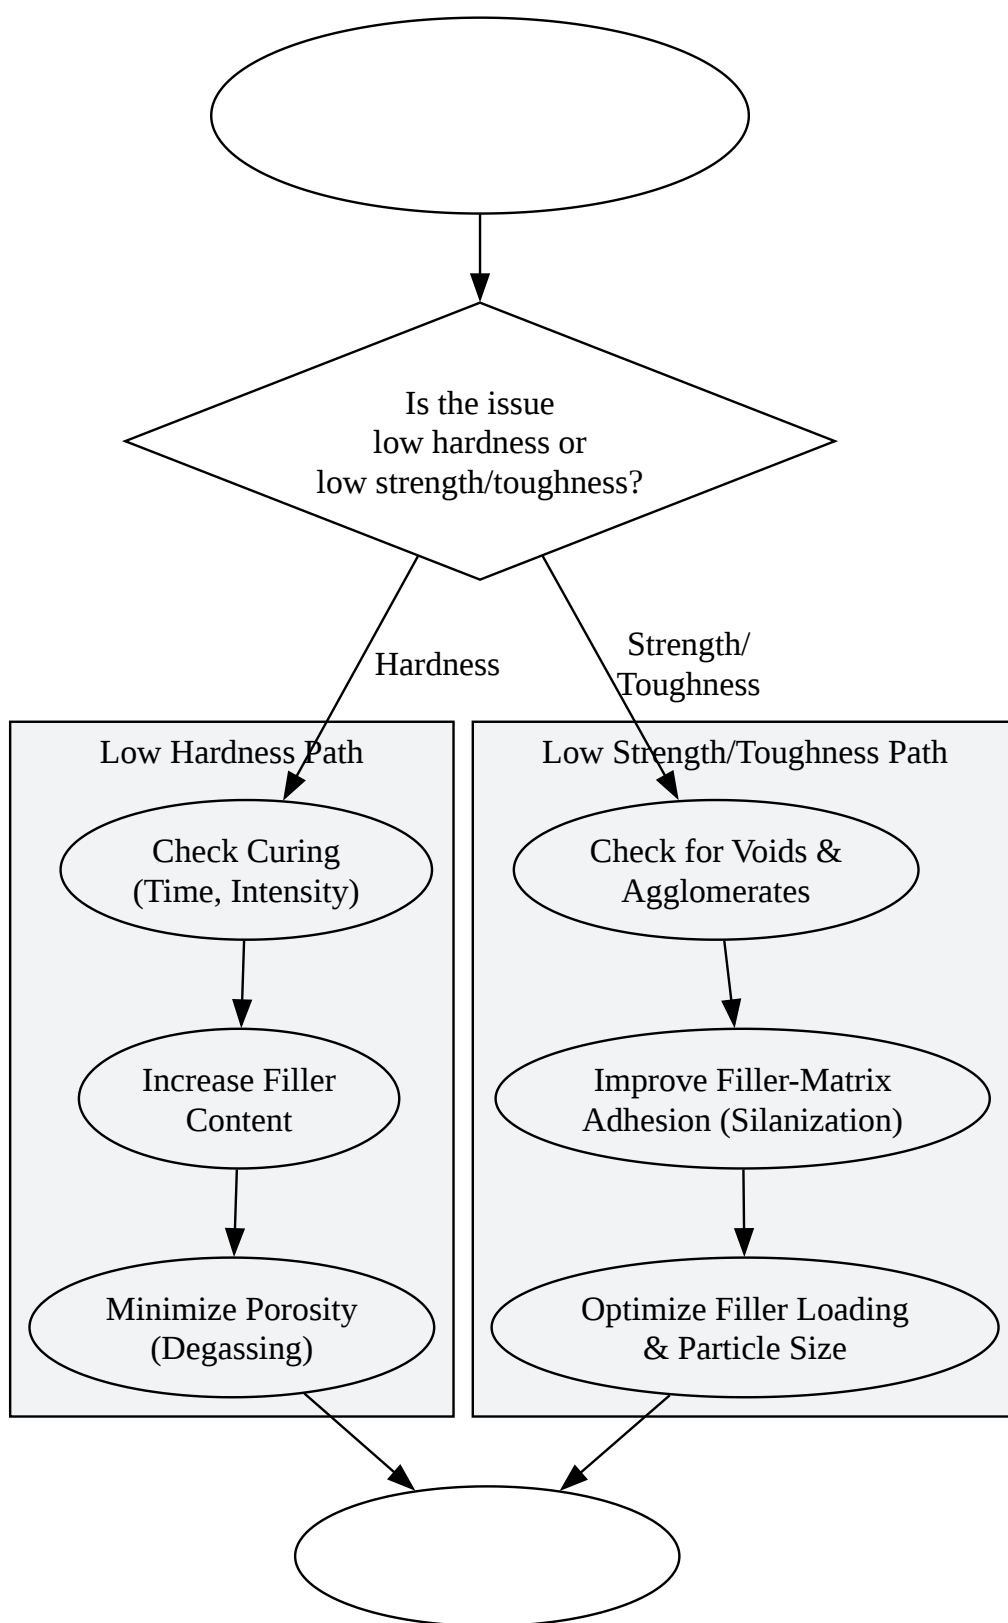 Is the issue
low hardness or
low strength/toughness?
Hardness
Strength/
Toughness
Low Hardness Path
Check Curing
(Time, Intensity)
Increase Filler
Content
Minimize Porosity
(Degassing)
Low Strength/Toughness Path
Check for Voids &
Agglomerates
Improve Filler-Matrix
Adhesion (Silanization)
Optimize Filler Loading
& Particle Size